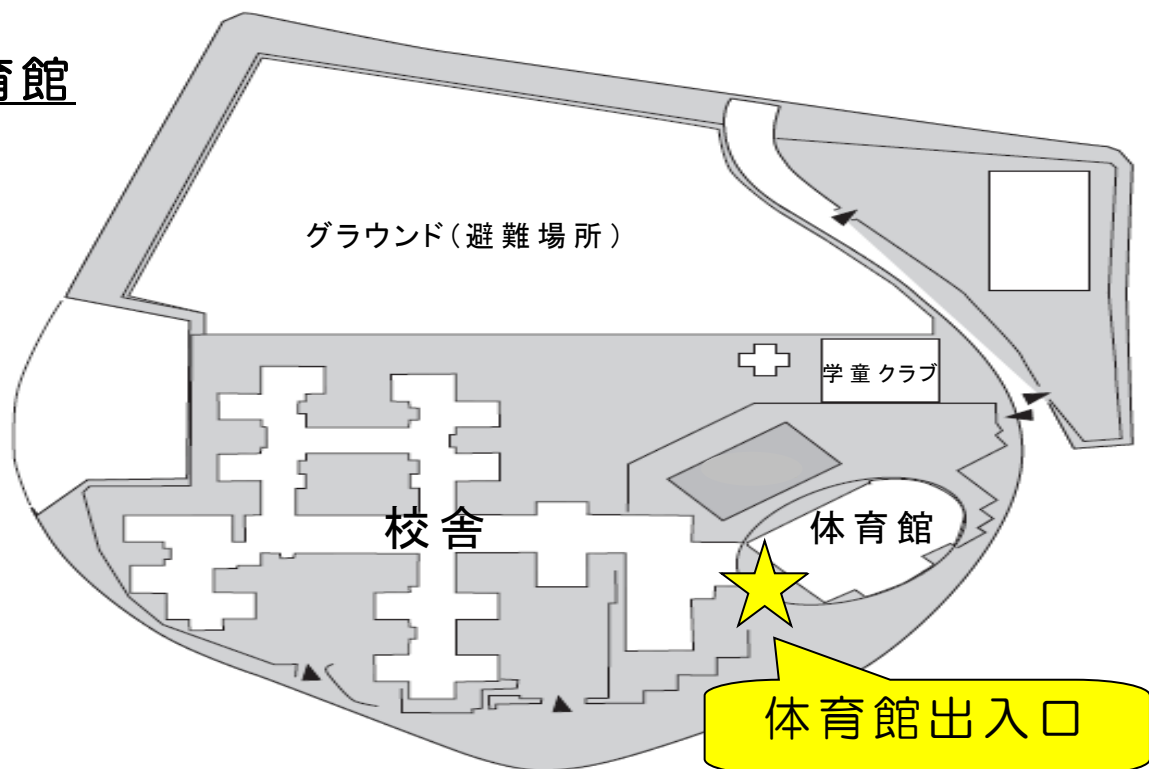 育館
グラウンド(避難場所)
学童クラブ
校舎
体育館
体育館出入口